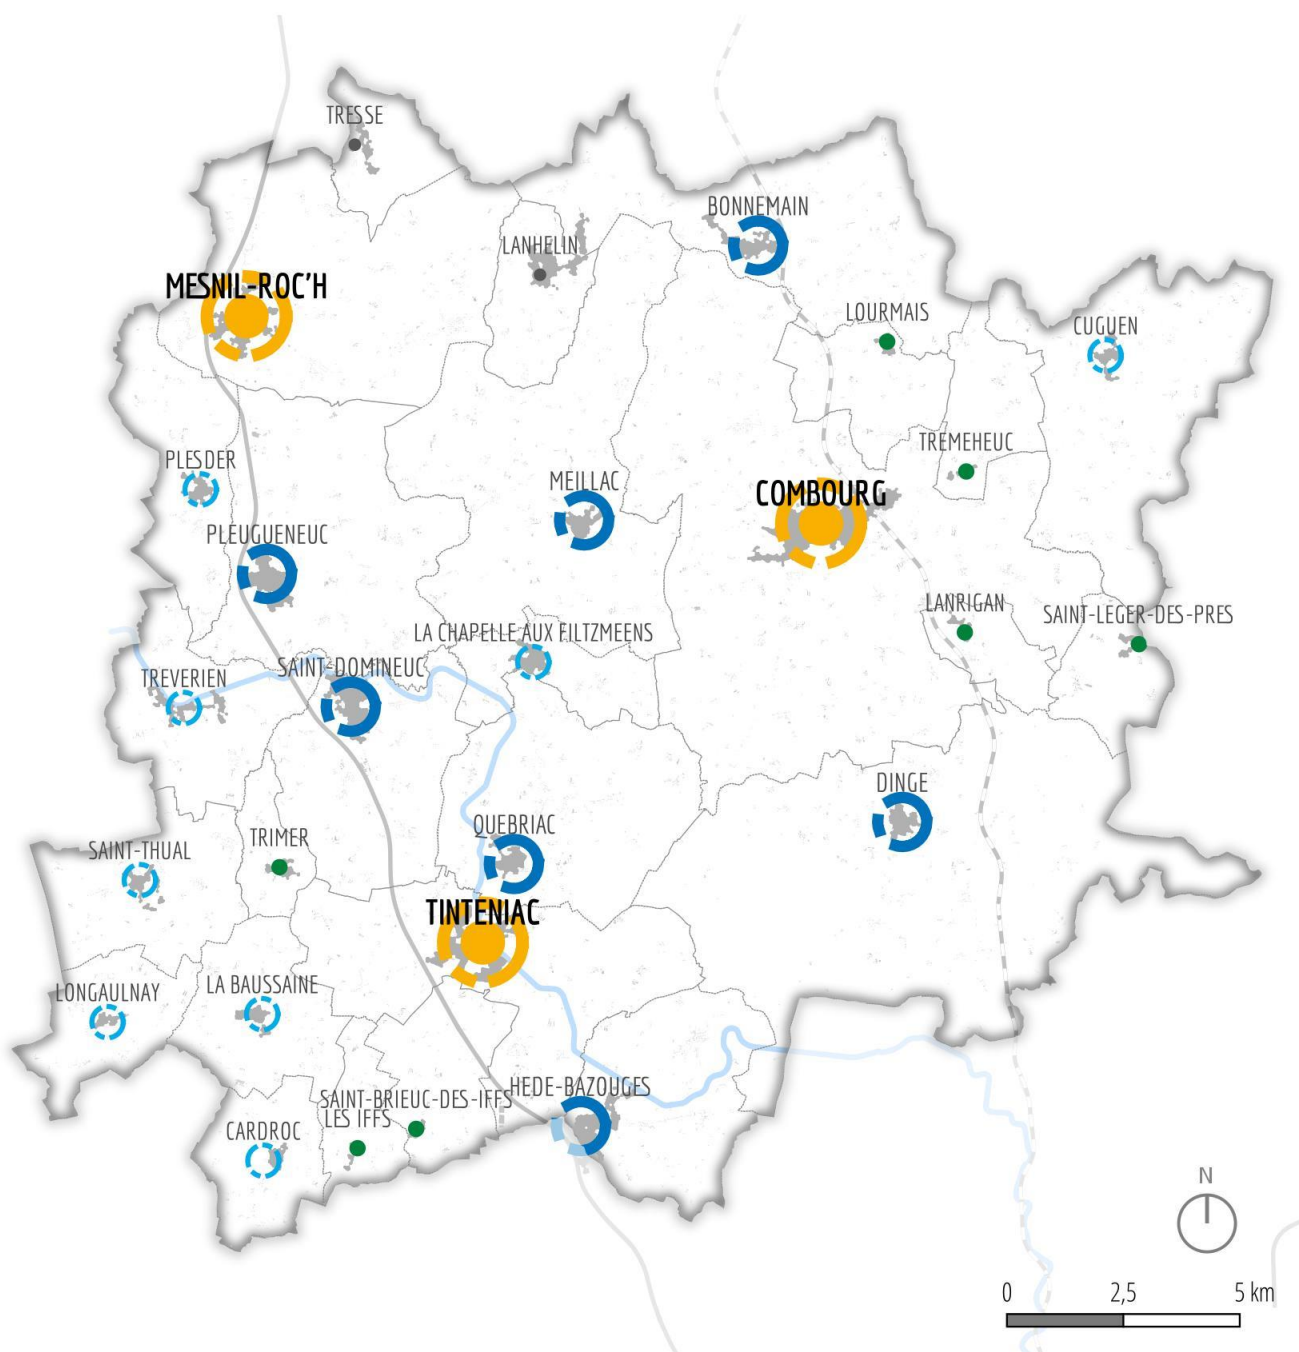 TRESSE
BONNEMAIN
LANHELIN
MESNIL-ROC'H
LOURMAIS
CUGUEN
TREMEHEUC
PLESDER
MEILLAC
COMBOURG
PLEUGUENEUC
LANRIGAN
SAINT-LEGER-DES-PRES
LA CHAPELLE AUX FILTZMEENS
SAINT-DOMINEUC
TREVERIEN
DINGE
QUEBRIAC
TRIMER
SAINT-THUAL
TINTENIAC
LA BAUSSAINE
LONGAULNAY
HEDE-BAZOUGES
SAINT-BRIEUC-DES-IFFS
LES IFFS
CARDROC
N
0 2,5 5 km